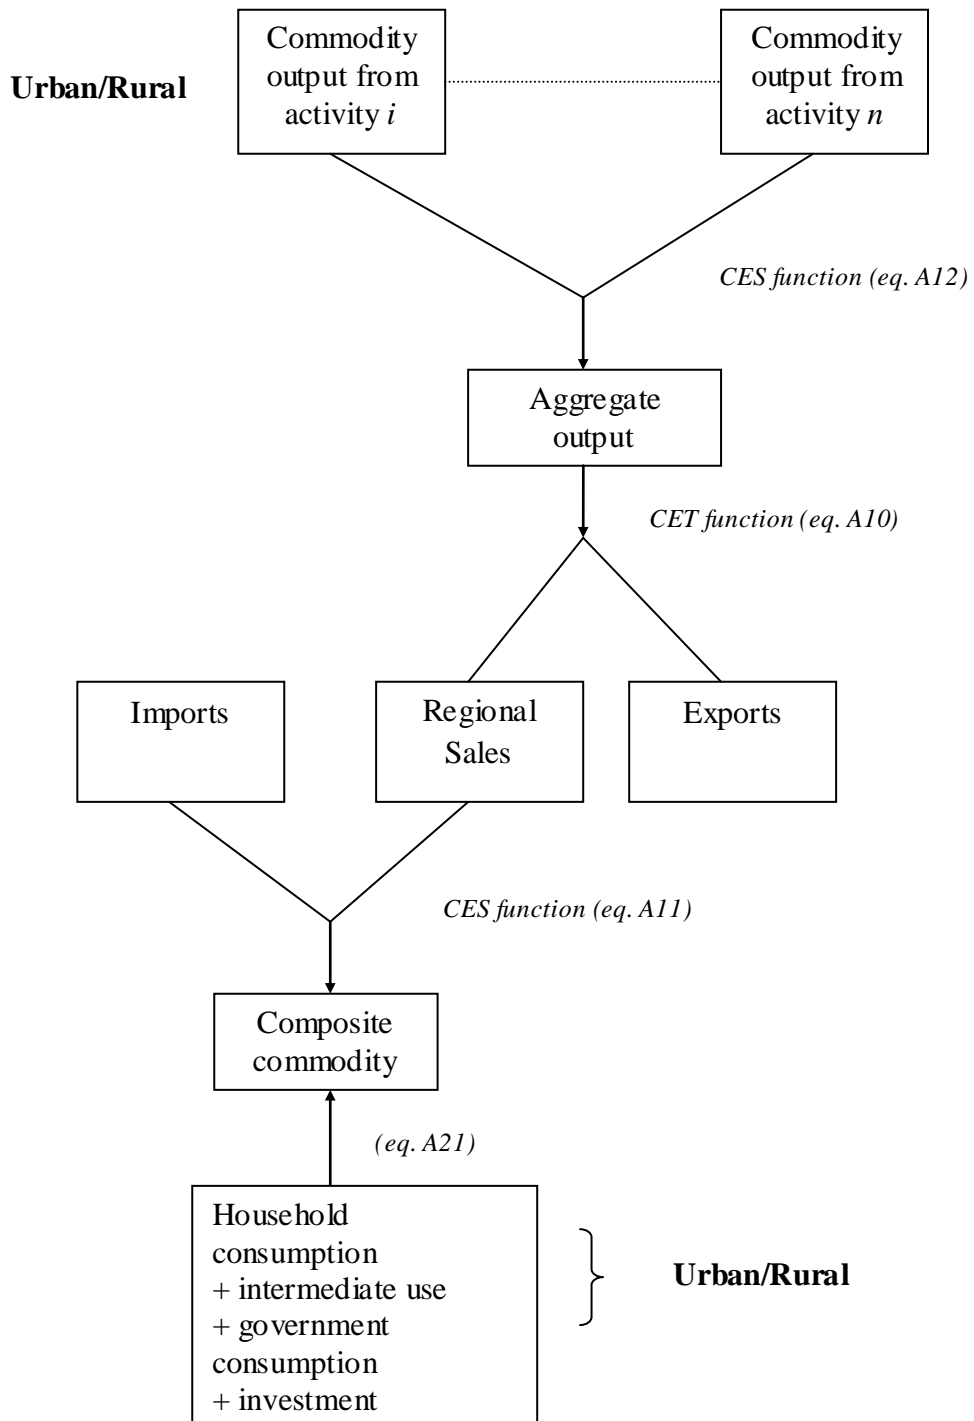 Urban/Rural
Commodity
output from
activity i
Commodity
output from
activity n
CES function (eq. A12)
Aggregate
output
CET function (eq. A10)
Imports
Regional
Sales
Exports
CES function (eq. A11)
Composite
commodity
(eq. A21)
Household
consumption
+ intermediate use
+ government
consumption
+ investment
Urban/Rural